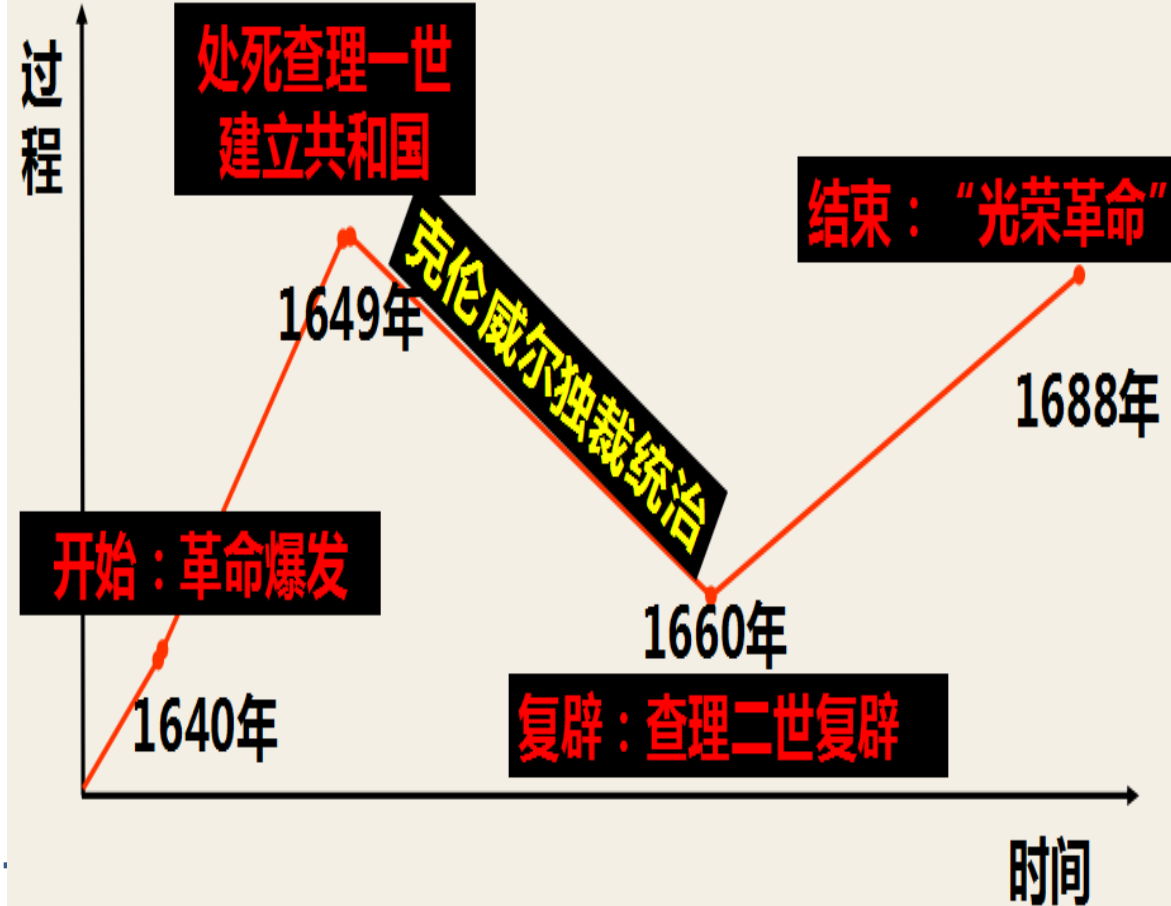 过程
处死查理一世
建立共和国
结束：“光荣革命”
克伦威尔独裁统治
1649年
1688年
开始：革命爆发
1660年
1640年
复辟：查理二世复辟
时间